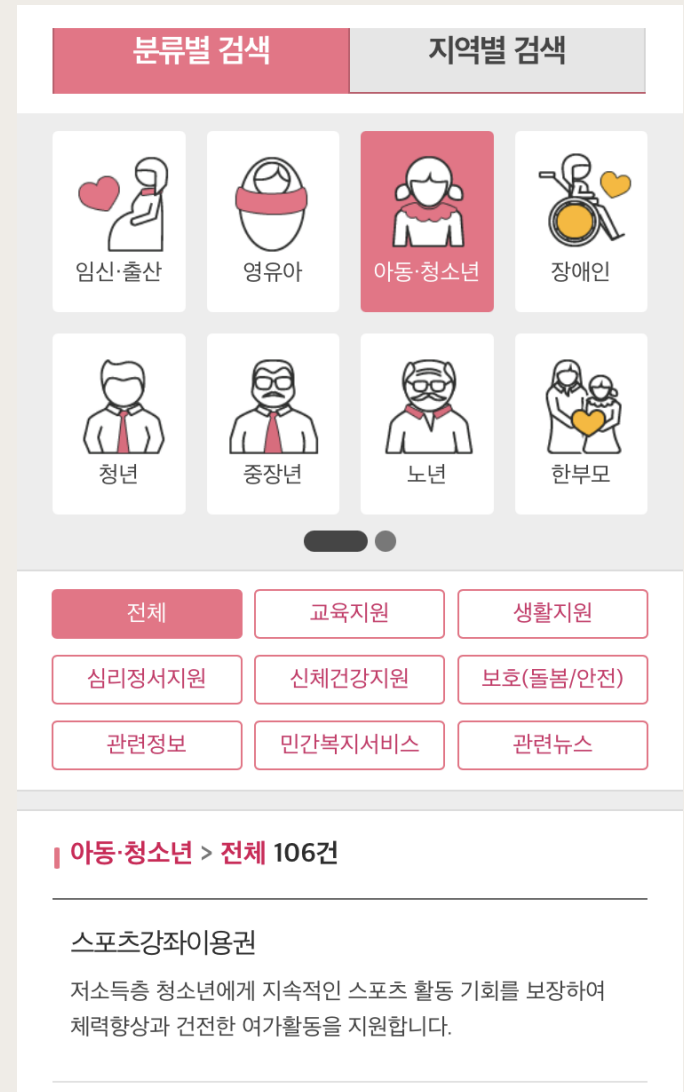 분류별 검색
지역별 검색
임신·출산
영유아
아동·청소년
장애인
청년
중장년
노년
한부모
전체
교육지원
생활지원
심리정서지원
신체건강지원
보호(돌봄/안전)
관련정보
민간복지서비스
관련뉴스
아동·청소년 > 전체 106건
스포츠강좌이용권
저소득층 청소년에게 지속적인 스포츠 활동 기회를 보장하여
체력향상과 건전한 여가활동을 지원합니다.